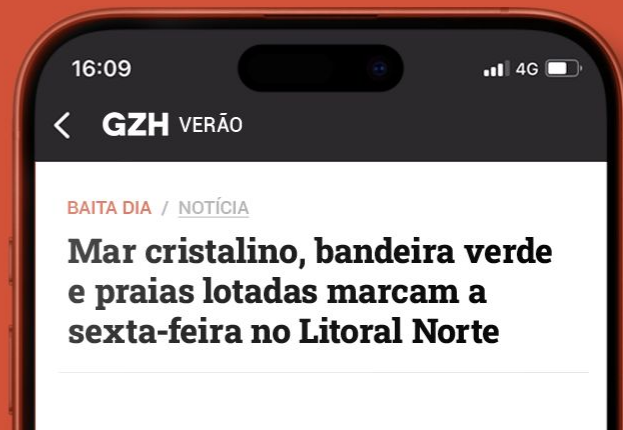 16:09
4G
GZH VERÃO
BAITA DIA / NOTÍCIA
Mar cristalino, bandeira verde
e praias lotadas marcam a
sexta-feira no Litoral Norte